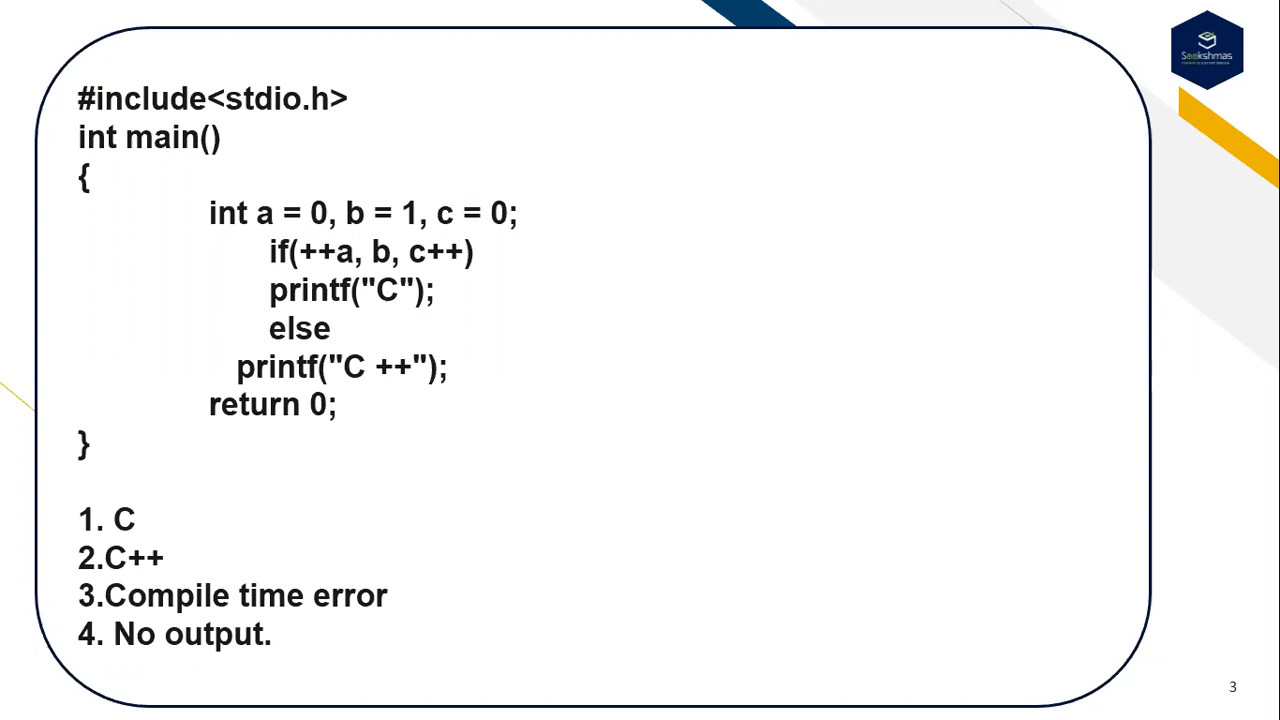 Sookshmas
#include<stdio.h>
int main()
{
int a = 0, b = 1, c = 0;
if(++a, b, c++)
printf("C");
else
printf("C ++");
return 0;
}
1. C
2.C++
3.Compile time error
4. No output.
3